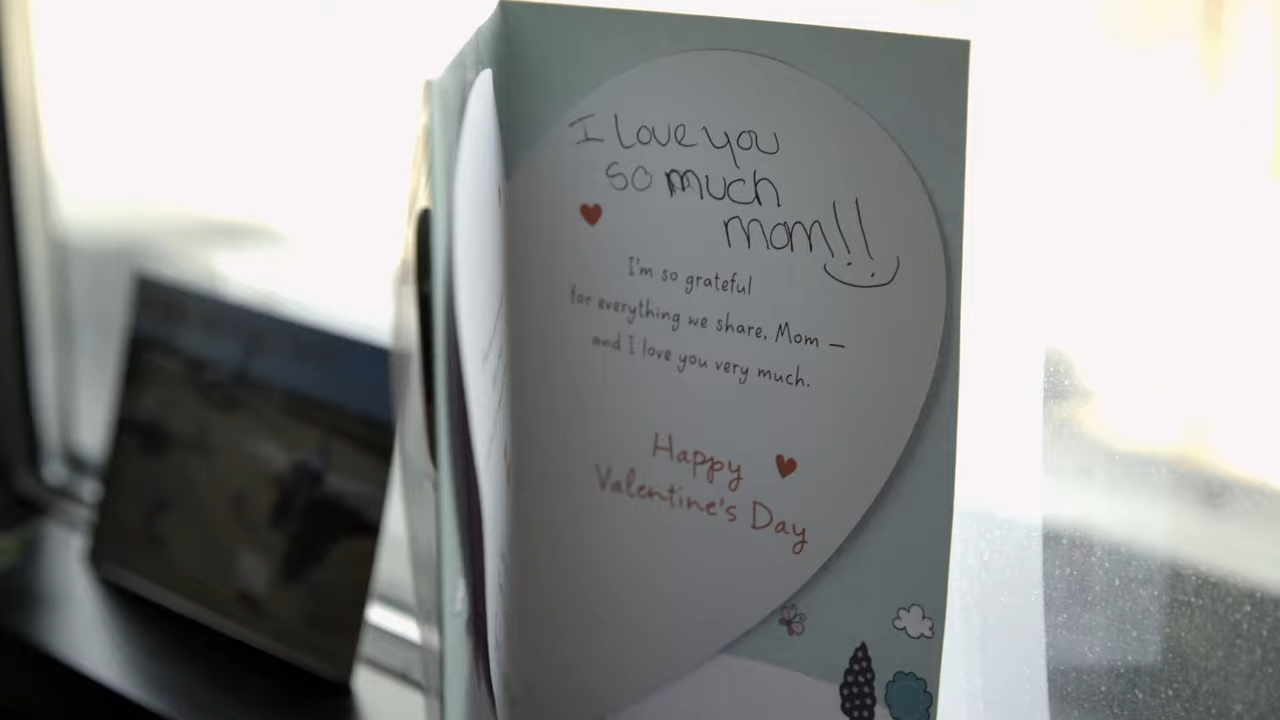 I love you
so much
mom!!
I'm so grateful
for everything we share, Mom —
and I love you very much.
Happy
Valentine's Day